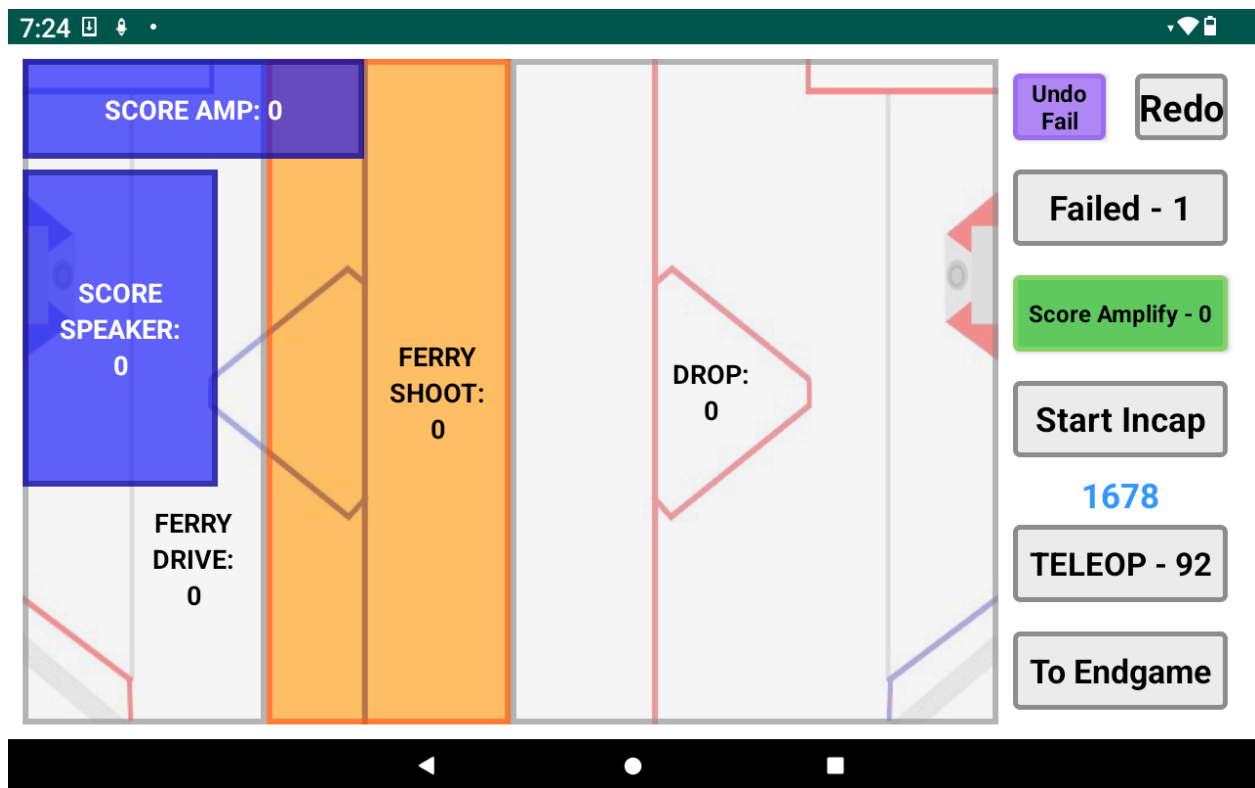 7:24
SCORE AMP: 0
SCORE
SPEAKER:
0
FERRY
DRIVE:
0
FERRY
SHOOT:
0
DROP:
0
Undo
Fail
Redo
Failed - 1
Score Amplify - 0
Start Incap
1678
TELEOP - 92
To Endgame